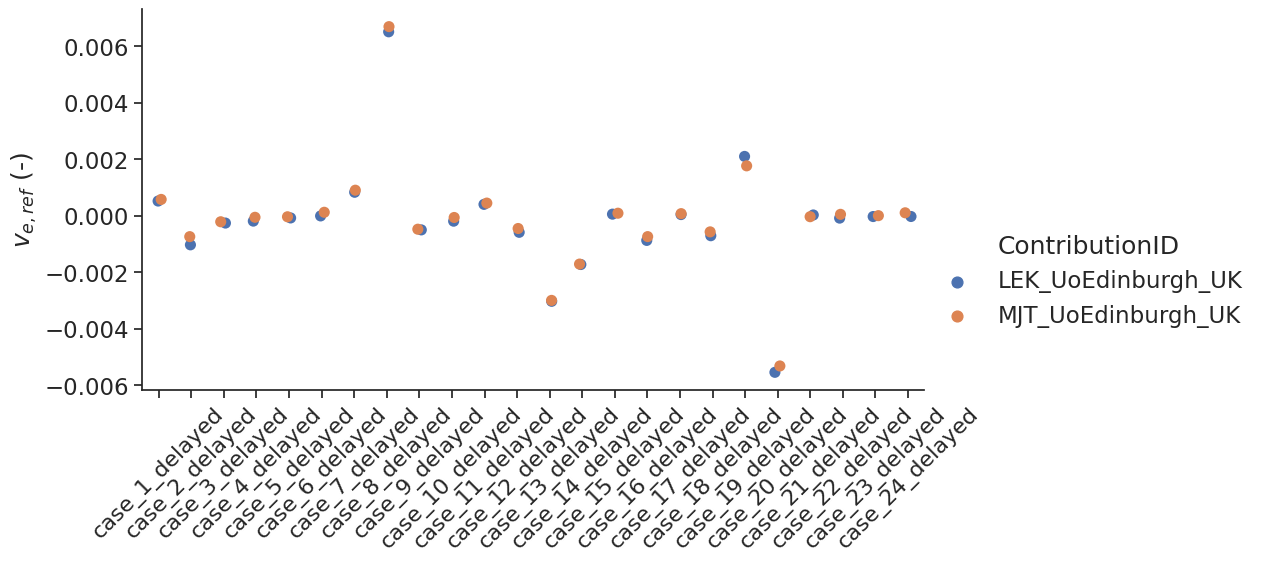 0.006
0.004
0.002
0.000
−0.002
−0.004
−0.006
v_{e, ref} (-)
case_1_delayed
case_2_delayed
case_3_delayed
case_4_delayed
case_5_delayed
case_6_delayed
case_7_delayed
case_8_delayed
case_9_delayed
case_10_delayed
case_11_delayed
case_12_delayed
case_13_delayed
case_14_delayed
case_15_delayed
case_16_delayed
case_17_delayed
case_18_delayed
case_19_delayed
case_20_delayed
case_21_delayed
case_22_delayed
case_23_delayed
case_24_delayed
ContributionID
LEK_UoEdinburgh_UK
MJT_UoEdinburgh_UK